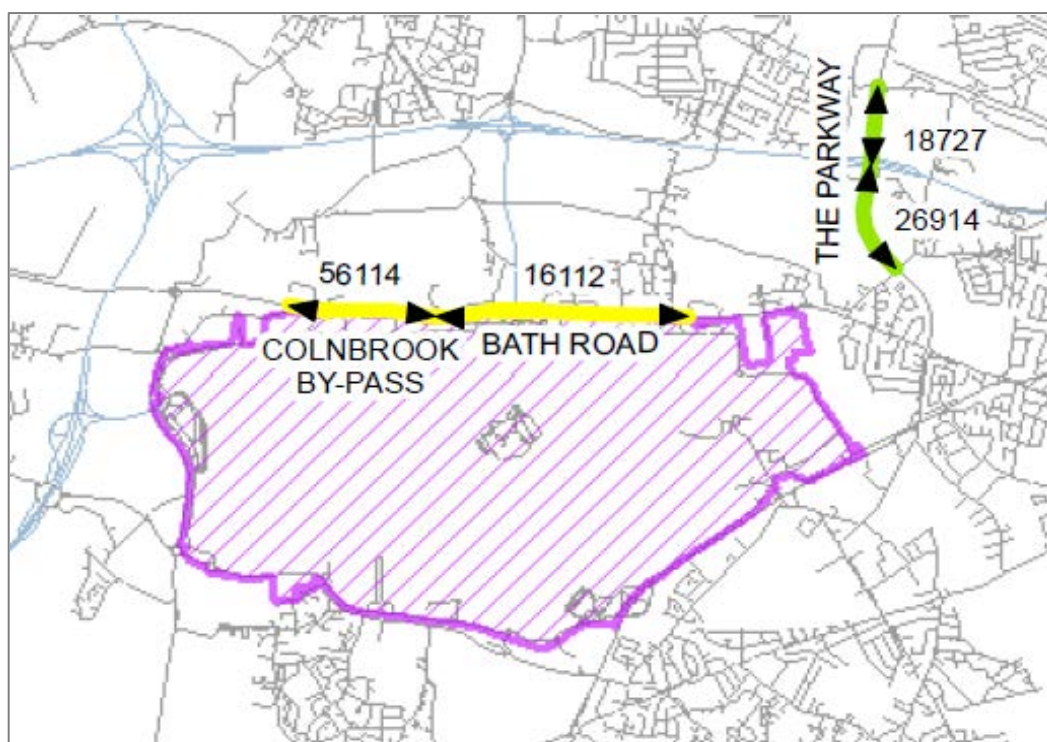 THE PARKWAY
18727
26914
56114
16112
COLNBROOK
BY-PASS
BATH ROAD